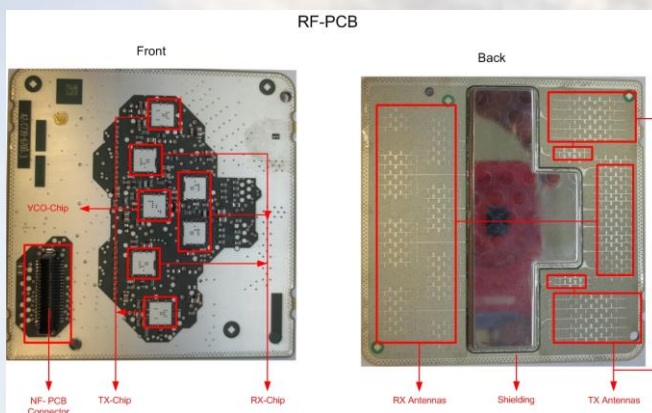 RF-PCB
Front
Back
VCO-Chip
NF- PCB
Connector
TX-Chip
RX-Chip
RX Antennas
Shielding
TX Antennas